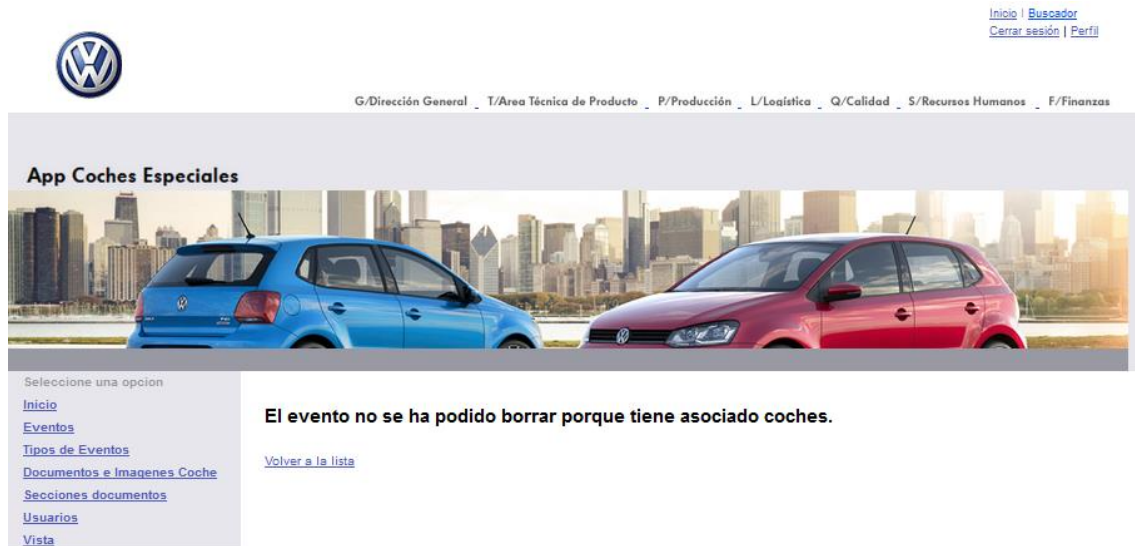 Inicio | Buscador
Cerrar sesión | Perfil
G/Dirección General - T/Area Técnica de Producto - P/Producción - L/Logística - Q/Calidad - S/Recursos Humanos - F/Finanzas
App Coches Especiales
Seleccione una opcion
Inicio
Eventos
Tipos de Eventos
Documentos e Imagenes Coche
Secciones documentos
Usuarios
Vista
El evento no se ha podido borrar porque tiene asociado coches.
Volver a la lista